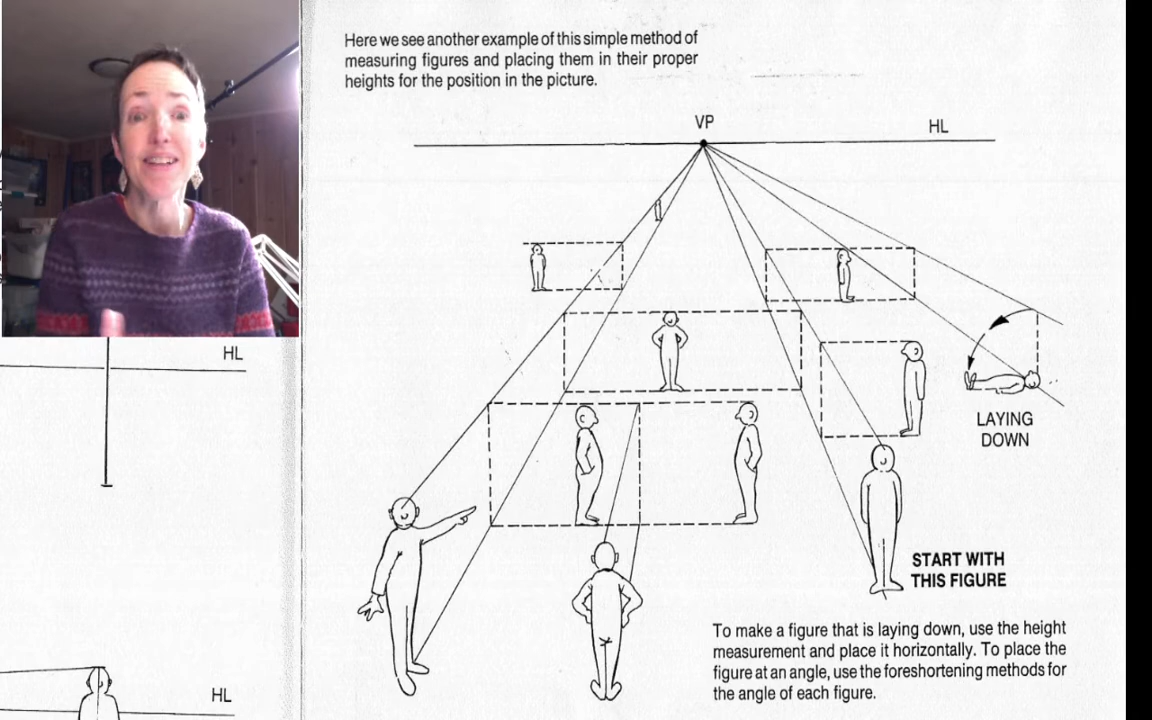 Here we see another example of this simple method of
measuring figures and placing them in their proper
heights for the position in the picture.
VP
HL
HL
LAYING
DOWN
START WITH
THIS FIGURE
To make a figure that is laying down, use the height
measurement and place it horizontally. To place the
figure at an angle, use the foreshortening methods for
the angle of each figure.
HL